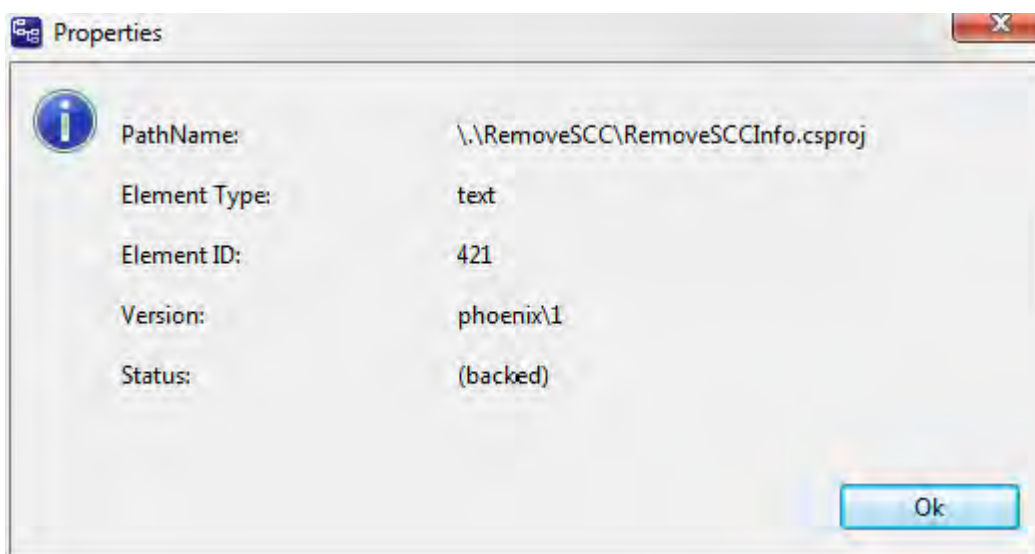 Properties
PathName: \.\RemoveSCC\RemoveSCCInfo.csproj
Element Type: text
Element ID: 421
Version: phoenix\1
Status: (backed)
Ok